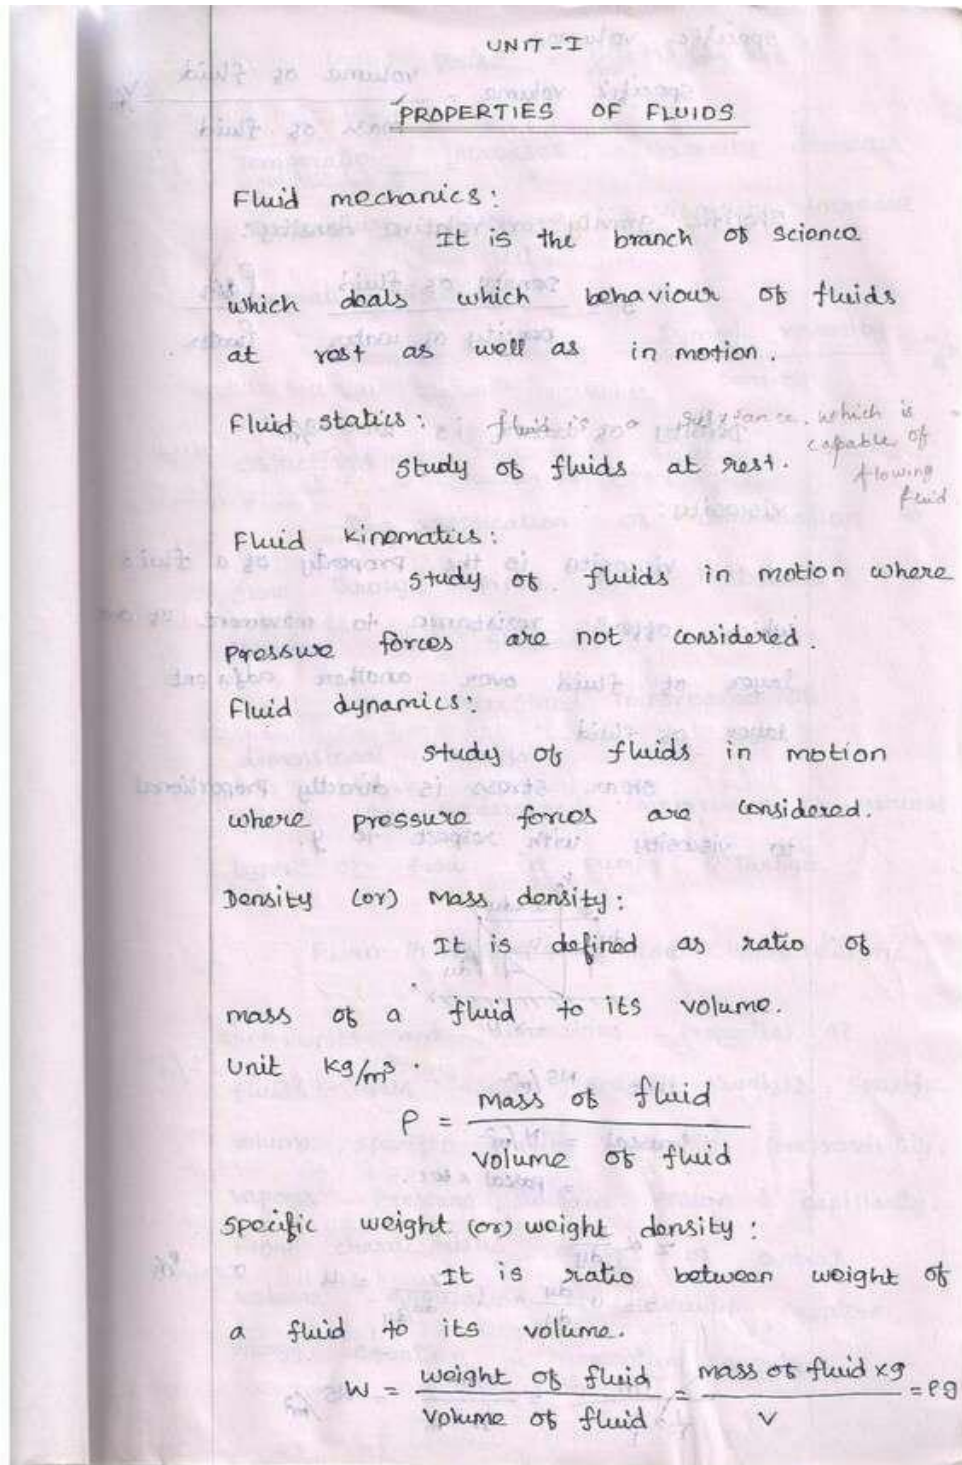 UNIT-I
PROPERTIES OF FLUIDS
Fluid mechanics:
It is the branch of science
which deals which behaviour of fluids
at rest as well as in motion.
Fluid statics: fluid is a substance, which is
capable of
flowing
fluid
Study of fluids at rest.
Fluid kinematics:
Study of fluids in motion where
pressure forces are not considered.
Fluid dynamics:
study of fluids in motion
where pressure forces are considered.
Density (or) Mass density:
It is defined as ratio of
mass of a fluid to its volume.
Unit kg/m³.
ρ = Mass of fluid / volume of fluid
Specific weight (or) weight density:
It is ratio between weight of
a fluid to its volume.
W = weight of fluid / Volume of fluid = mass of fluid × g / V = ρg